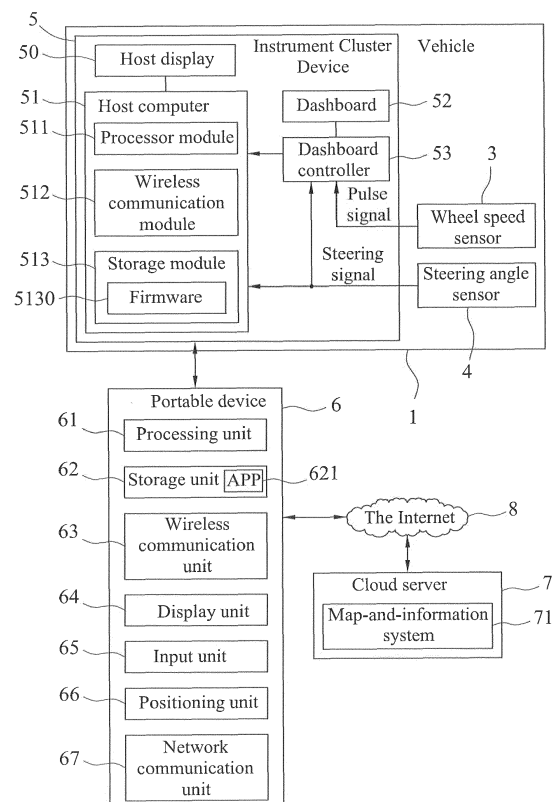 5
50
Host display
Instrument Cluster
Device
Vehicle
51
Host computer
Dashboard
52
511
Processor module
Dashboard
controller
53
512
Wireless
communication
module
Pulse
signal
3
Wheel speed
sensor
513
Storage module
Steering
signal
Steering angle
sensor
5130
Firmware
4
1
Portable device
6
61
Processing unit
62
Storage unit
APP
621
63
Wireless
communication
unit
The Internet
8
64
Display unit
Cloud server
7
65
Input unit
Map-and-information
system
71
66
Positioning unit
67
Network
communication
unit